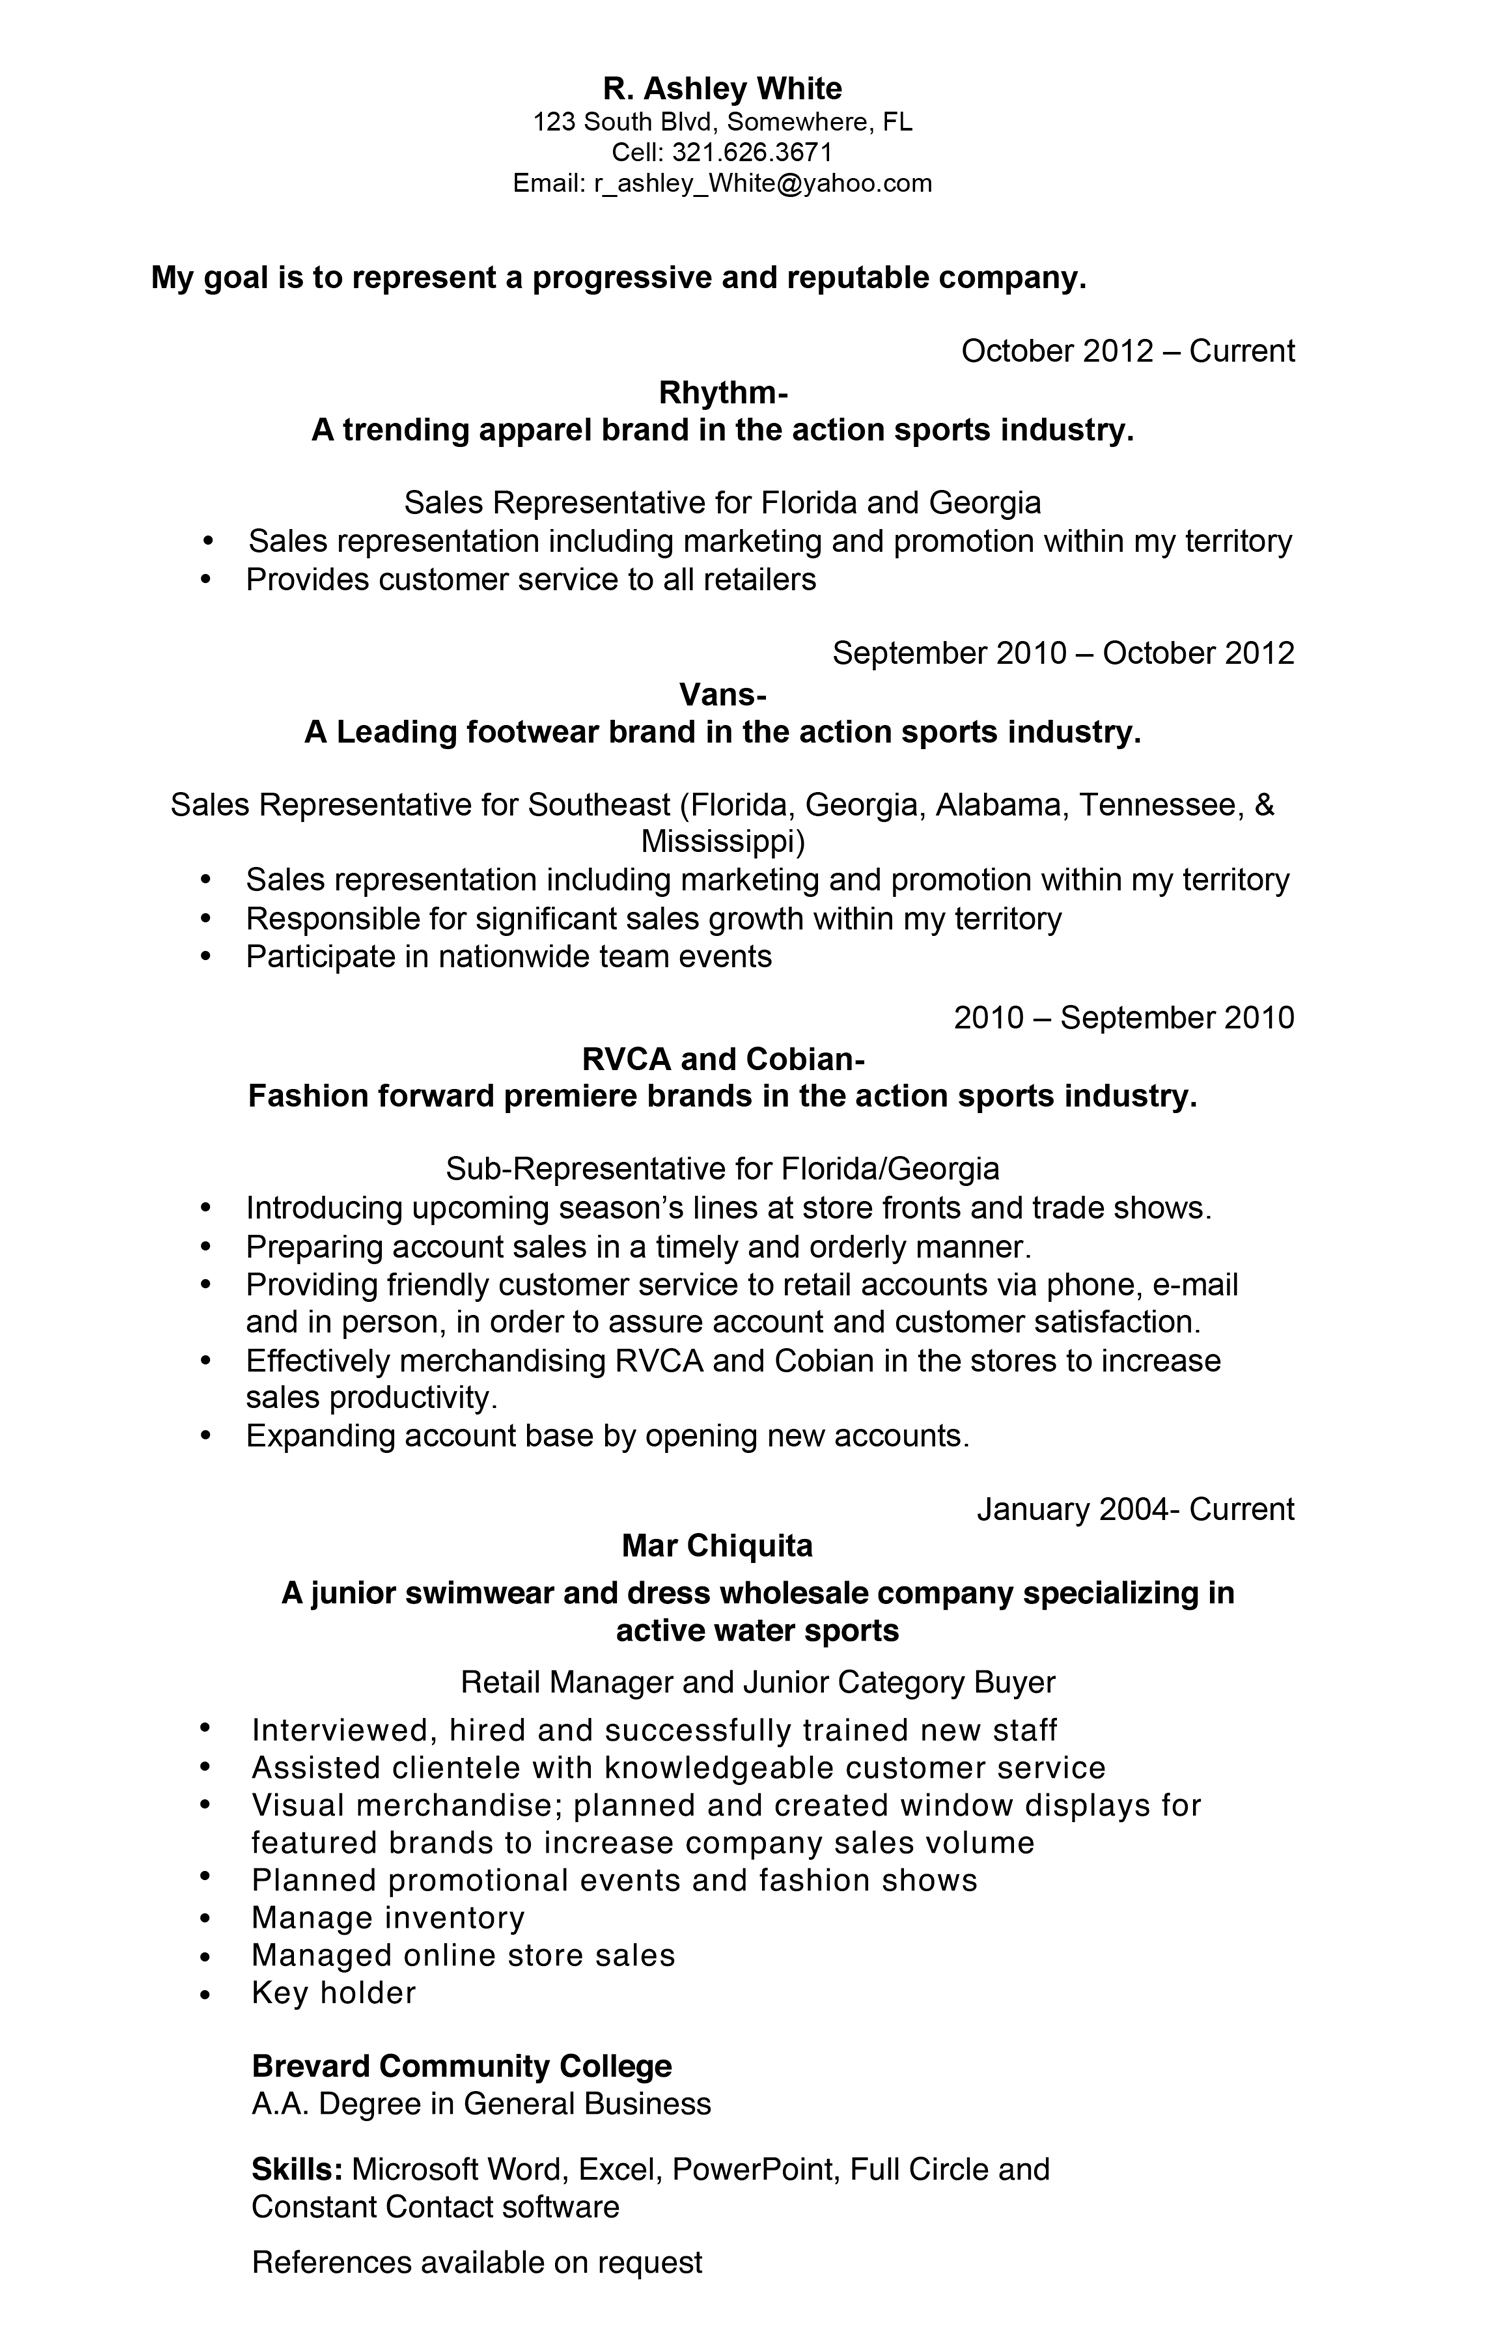 R. Ashley White
123 South Blvd, Somewhere, FL
Cell: 321.626.3671
Email: r_ashley_White@yahoo.com
My goal is to represent a progressive and reputable company.
October 2012 – Current
Rhythm-
A trending apparel brand in the action sports industry.
Sales Representative for Florida and Georgia
• Sales representation including marketing and promotion within my territory
• Provides customer service to all retailers
September 2010 – October 2012
Vans-
A Leading footwear brand in the action sports industry.
Sales Representative for Southeast (Florida, Georgia, Alabama, Tennessee, &
Mississippi)
• Sales representation including marketing and promotion within my territory
• Responsible for significant sales growth within my territory
• Participate in nationwide team events
2010 – September 2010
RVCA and Cobian-
Fashion forward premiere brands in the action sports industry.
Sub-Representative for Florida/Georgia
• Introducing upcoming season’s lines at store fronts and trade shows.
• Preparing account sales in a timely and orderly manner.
• Providing friendly customer service to retail accounts via phone, e-mail
and in person, in order to assure account and customer satisfaction.
• Effectively merchandising RVCA and Cobian in the stores to increase
sales productivity.
• Expanding account base by opening new accounts.
January 2004- Current
Mar Chiquita
A junior swimwear and dress wholesale company specializing in
active water sports
Retail Manager and Junior Category Buyer
• Interviewed, hired and successfully trained new staff
• Assisted clientele with knowledgeable customer service
• Visual merchandise; planned and created window displays for
featured brands to increase company sales volume
• Planned promotional events and fashion shows
• Manage inventory
• Managed online store sales
• Key holder
Brevard Community College
A.A. Degree in General Business
Skills: Microsoft Word, Excel, PowerPoint, Full Circle and
Constant Contact software
References available on request